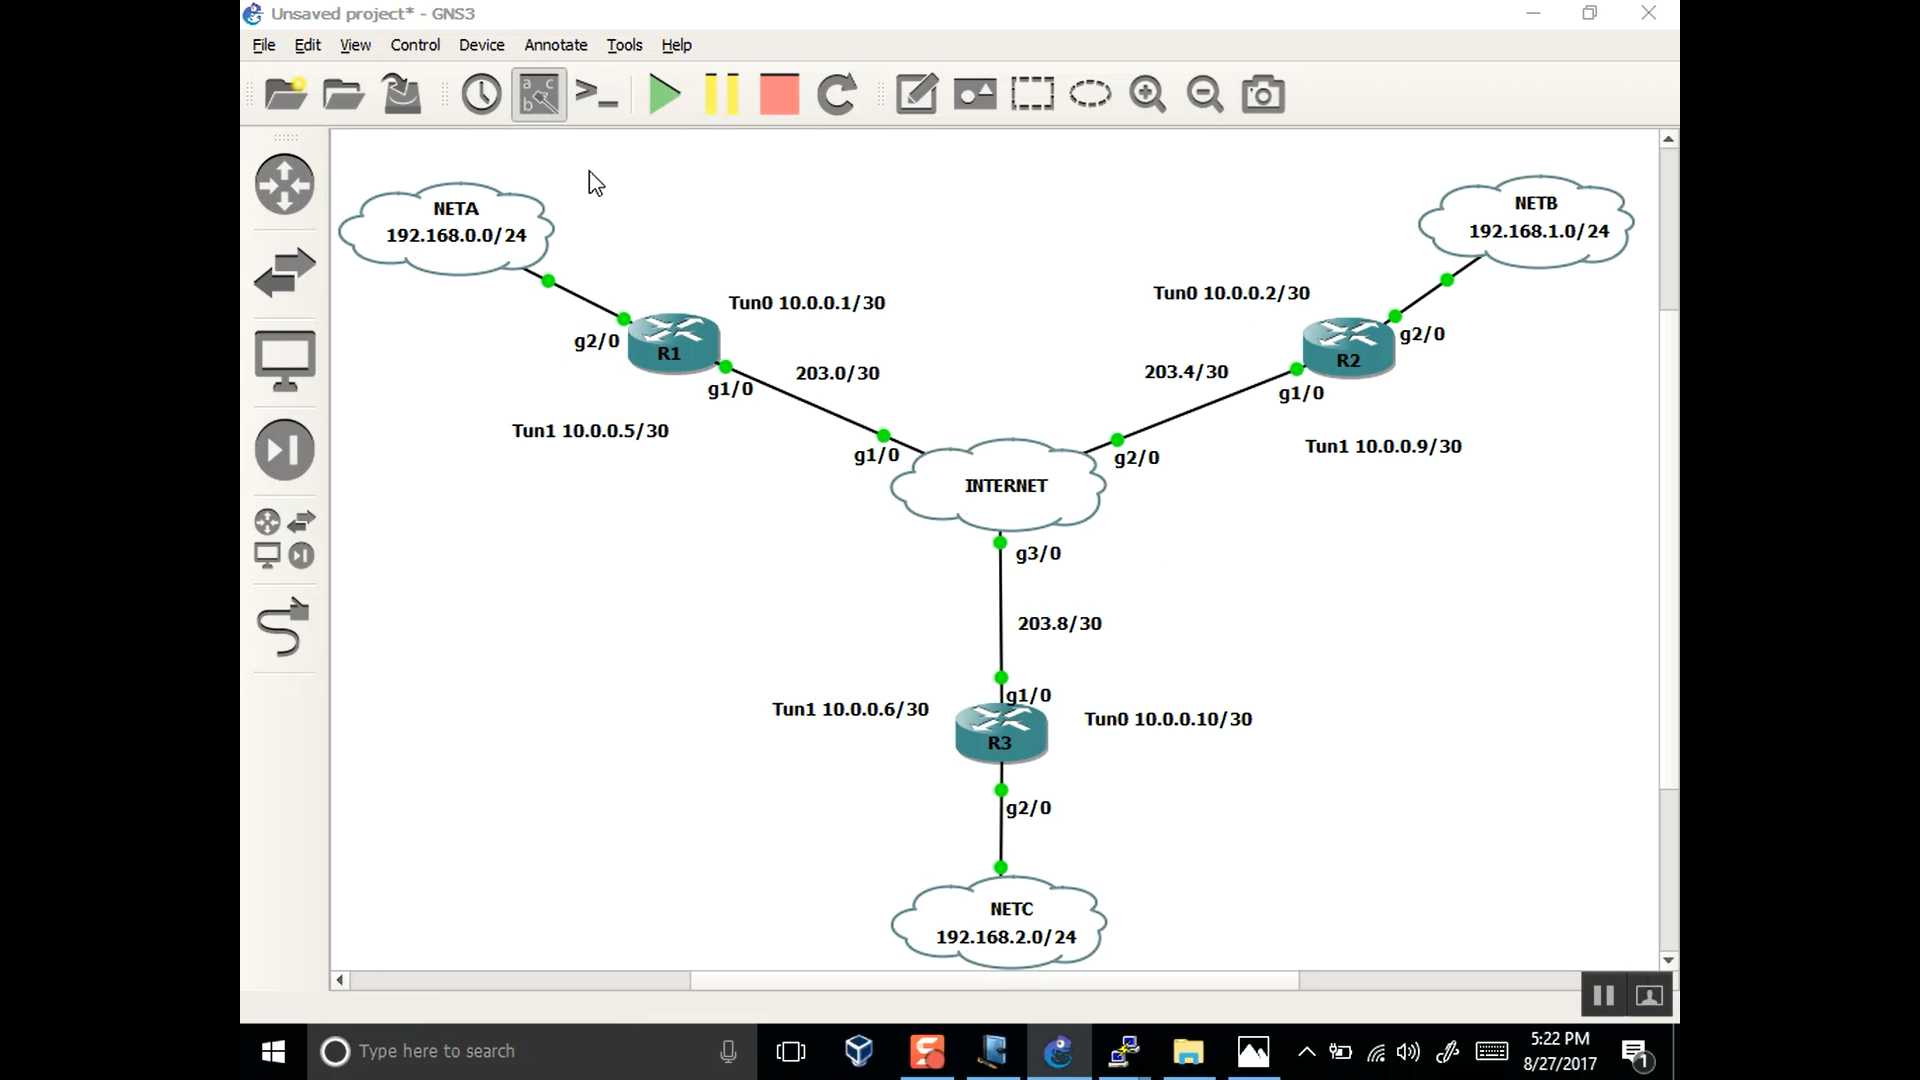 Unsaved project* - GNS3
File Edit View Control Device Annotate Tools Help
a c
b
NETA
192.168.0.0/24
NETB
192.168.1.0/24
Tun0 10.0.0.1/30
Tun0 10.0.0.2/30
g2/0
R1
g2/0
R2
203.0/30
203.4/30
g1/0
g1/0
Tun1 10.0.0.5/30
Tun1 10.0.0.9/30
g1/0
g2/0
INTERNET
g3/0
203.8/30
g1/0
Tun1 10.0.0.6/30
Tun0 10.0.0.10/30
R3
g2/0
NETC
192.168.2.0/24
Type here to search
5:22 PM
8/27/2017
1